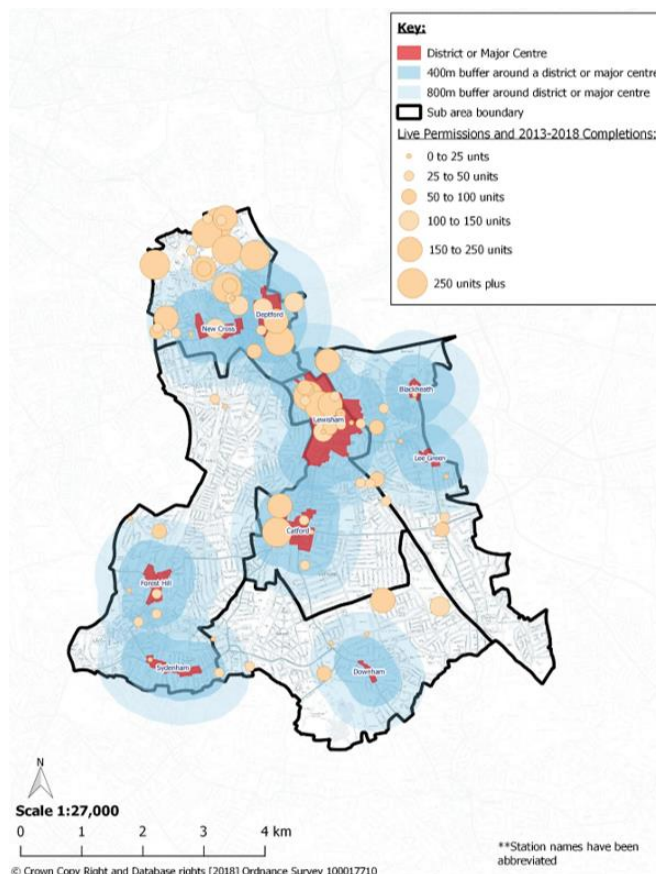 Key:
District or Major Centre
400m buffer around a district or major centre
800m buffer around district or major centre
Sub area boundary
Live Permissions and 2013-2018 Completions:
0 to 25 unts
25 to 50 units
50 to 100 units
100 to 150 units
150 to 250 units
250 units plus
Deptford
New Cross
Blackheath
Lewisham
Lee Green
Catford
Forest Hill
Sydenham
Downham
N
Scale 1:27,000
0 1 2 3 4 km
**Station names have been
abbreviated
© Crown Copy Right and Database rights [2018] Ordnance Survey 100017710